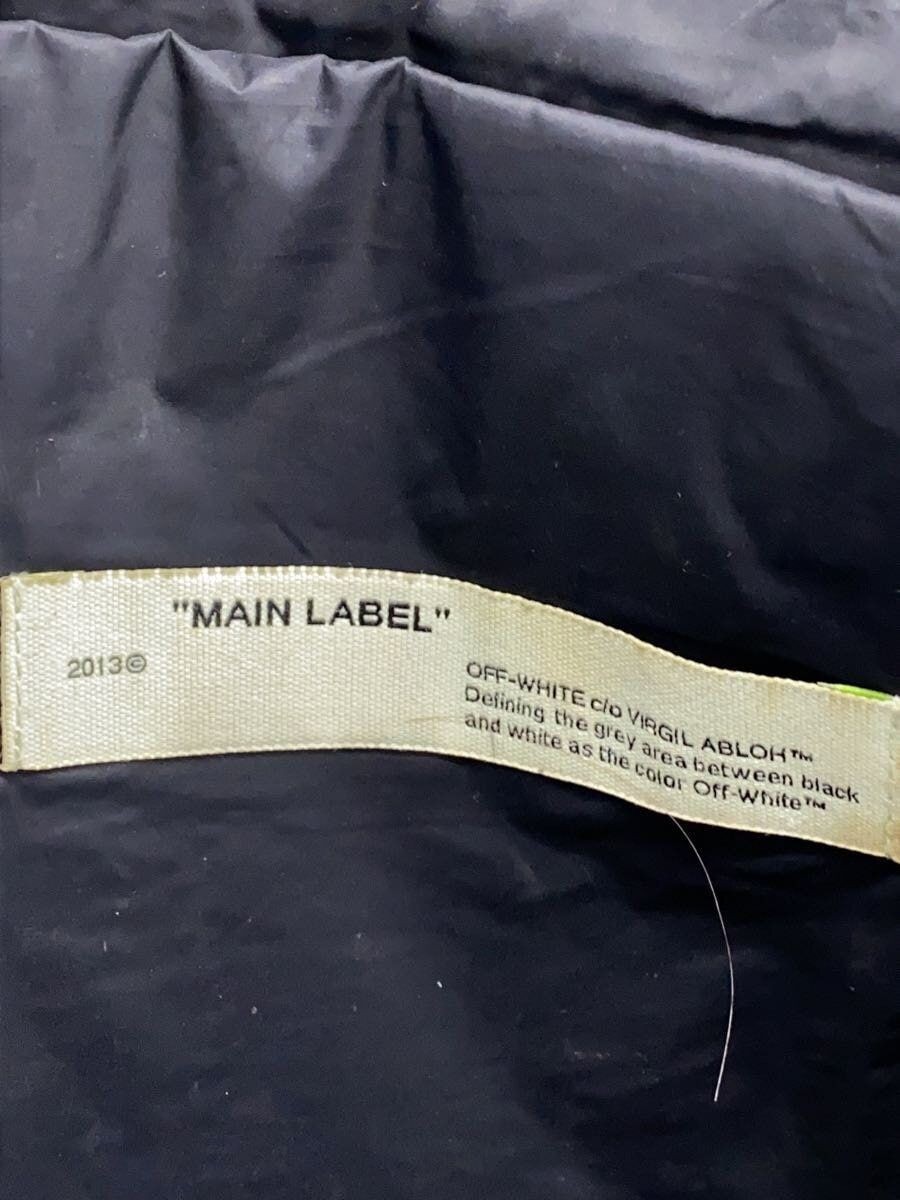 "MAIN LABEL"
2013©
OFF-WHITE c/o VIRGIL ABLOH™
Defining the grey area between black
and white as the color Off-White™